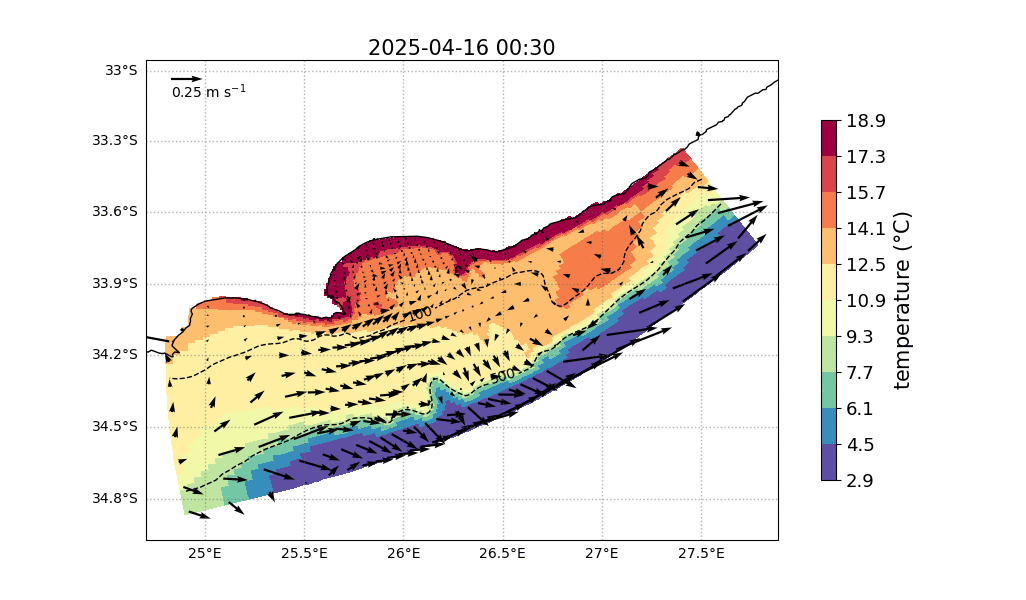 2025-04-16 00:30
0.25 m s⁻¹
33°S
33.3°S
33.6°S
33.9°S
34.2°S
34.5°S
34.8°S
25°E
25.5°E
26°E
26.5°E
27°E
27.5°E
100
500
18.9
17.3
15.7
14.1
12.5
10.9
9.3
7.7
6.1
4.5
2.9
temperature (°C)